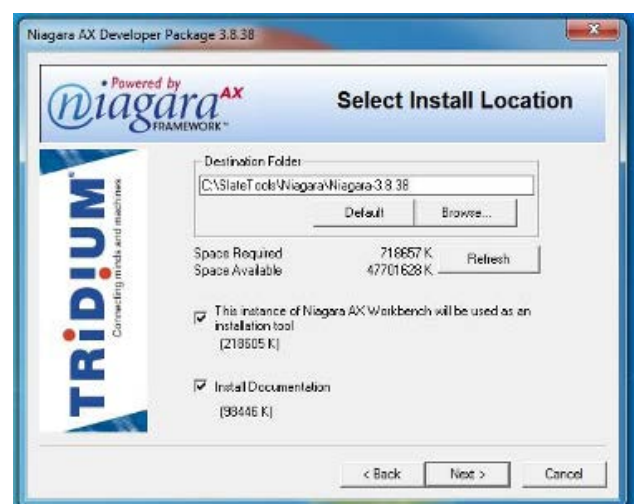 Niagara AX Developer Package 3.8.38
Powered by
niagara AX
FRAMEWORK™
Select Install Location
TRIDIUM
Connecting minds and machines
Destination Folder
C:\SlateTools\Niagara\Niagara-3.8.38
Default
Browse...
Space Required 718657 K
Space Available 47701628 K
Refresh
This instance of Niagara AX Workbench will be used as an
installation tool
(218605 K)
Install Documentation
(98446 K)
< Back
Next >
Cancel